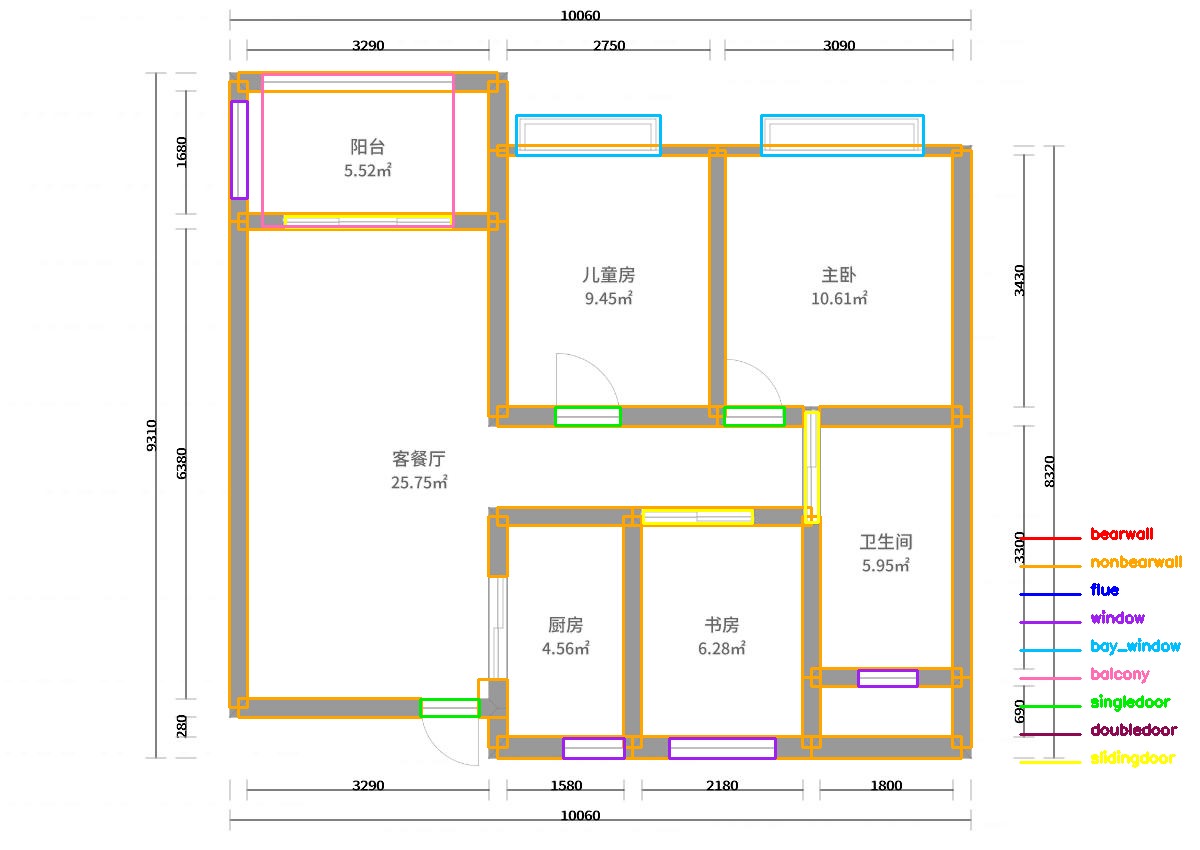 10060
3290
2750
3090
阳台
5.52㎡
1680
儿童房
9.45㎡
主卧
10.61㎡
3430
9310
6380
客餐厅
25.75㎡
8320
3300
卫生间
5.95㎡
厨房
4.56㎡
书房
6.28㎡
bearwall
nonbearwall
flue
window
bay_window
balcony
singledoor
doubledoor
slidingdoor
690
280
3290
1580
2180
1800
10060